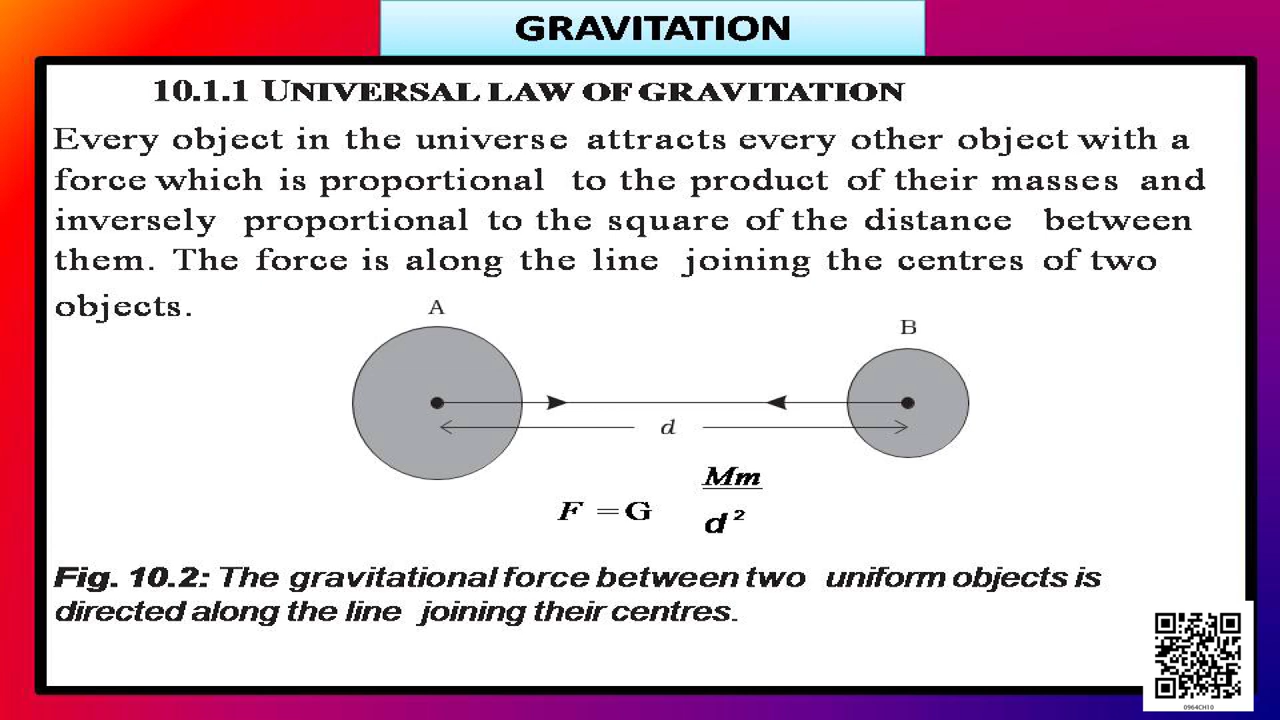 GRAVITATION
10.1.1 UNIVERSAL LAW OF GRAVITATION
Every object in the universe attracts every other object with a
force which is proportional to the product of their masses and
inversely proportional to the square of the distance between
them. The force is along the line joining the centres of two
objects.
A
B
d
Mm
F = G
d²
Fig. 10.2: The gravitational force between two uniform objects is
directed along the line joining their centres.
0964CH10